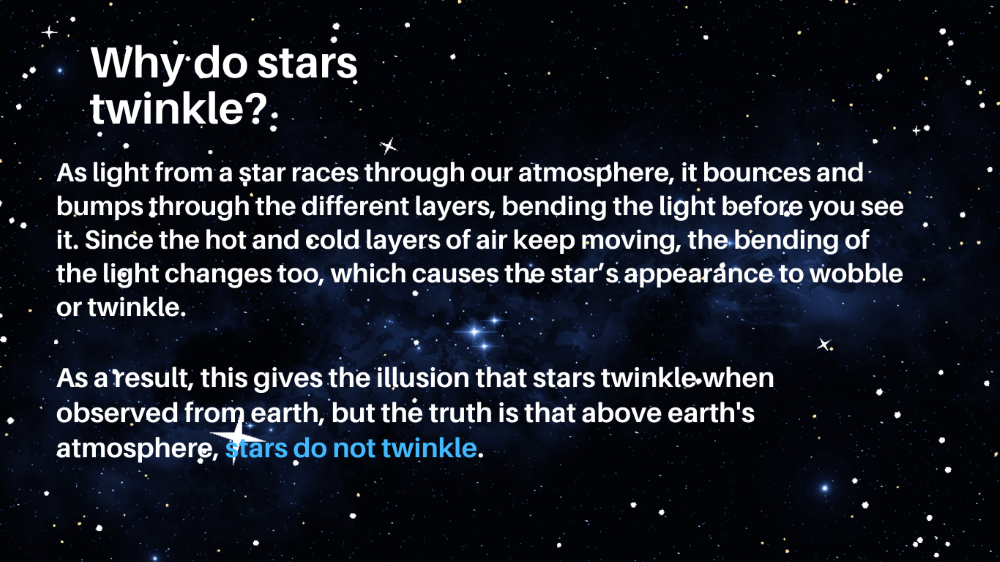 Why do stars
twinkle?
As light from a star races through our atmosphere, it bounces and
bumps through the different layers, bending the light before you see
it. Since the hot and cold layers of air keep moving, the bending of
the light changes too, which causes the star’s appearance to wobble
or twinkle.
As a result, this gives the illusion that stars twinkle when
observed from earth, but the truth is that above earth's
atmosphere, stars do not twinkle.